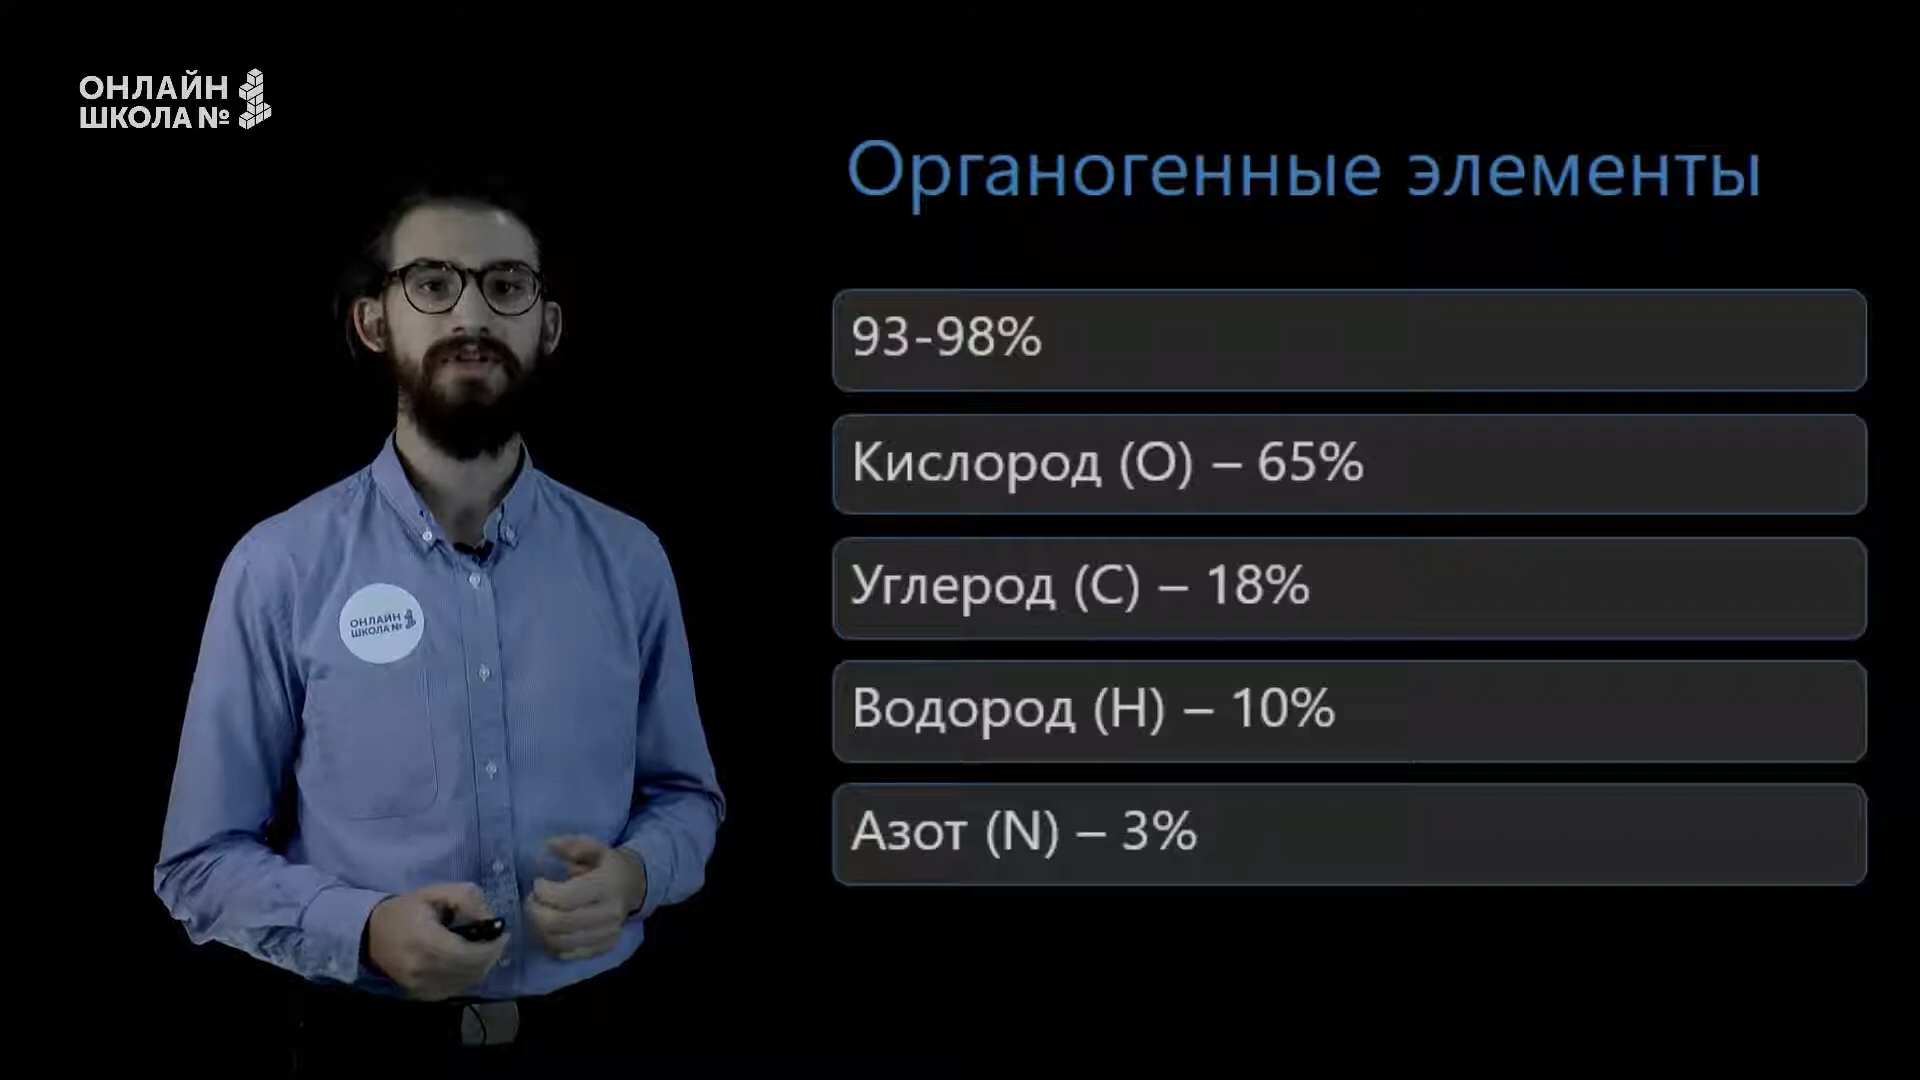 ОНЛАЙН
ШКОЛА №
Органогенные элементы
93-98%
Кислород (O) – 65%
Углерод (C) – 18%
Водород (H) – 10%
Азот (N) – 3%
ОНЛАЙН
ШКОЛА №